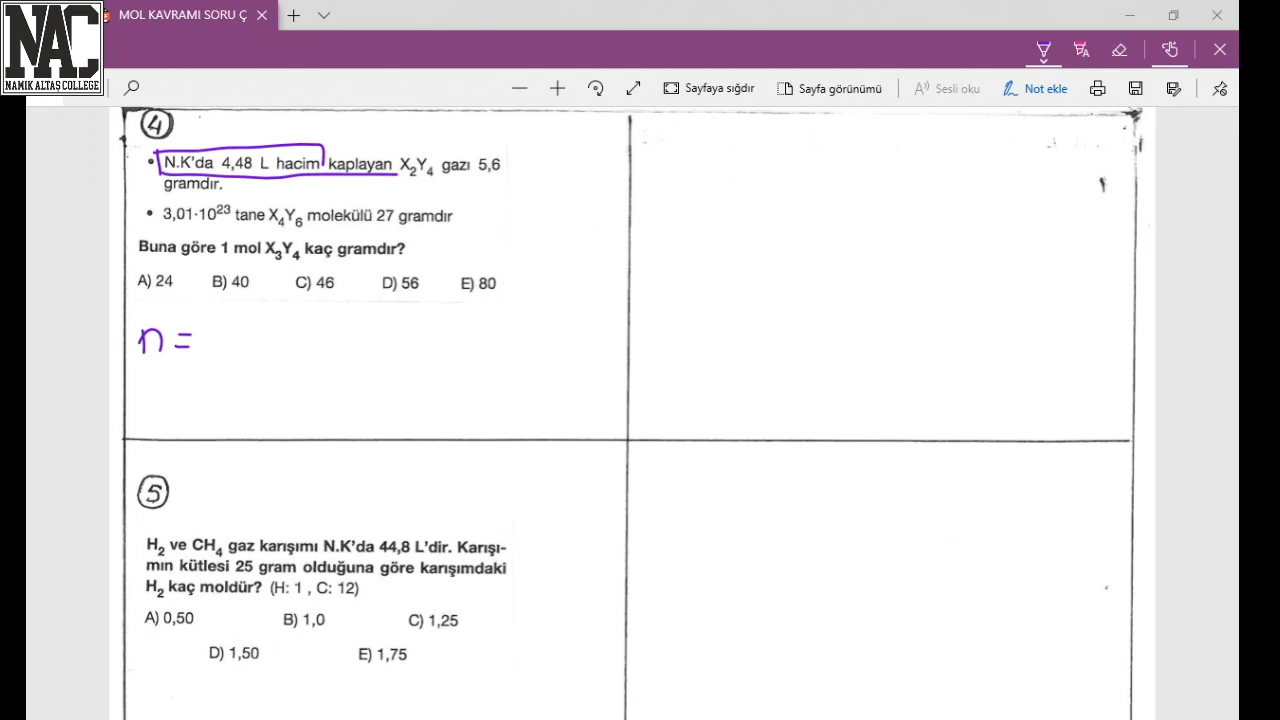 MOL KAVRAMI SORU Ç
NAC
NAMIK ALTAŞ COLLEGE
Sayfaya sığdır
Sayfa görünümü
Sesli oku
Not ekle
4
• N.K'da 4,48 L hacim kaplayan X₂Y₄ gazı 5,6
gramdır.
• 3,01·10²³ tane X₄Y₆ molekülü 27 gramdır
Buna göre 1 mol X₃Y₄ kaç gramdır?
A) 24 B) 40 C) 46 D) 56 E) 80
n =
5
H₂ ve CH₄ gaz karışımı N.K'da 44,8 L'dir. Karışı-
mın kütlesi 25 gram olduğuna göre karışımdaki
H₂ kaç moldür? (H: 1 , C: 12)
A) 0,50 B) 1,0 C) 1,25
D) 1,50 E) 1,75